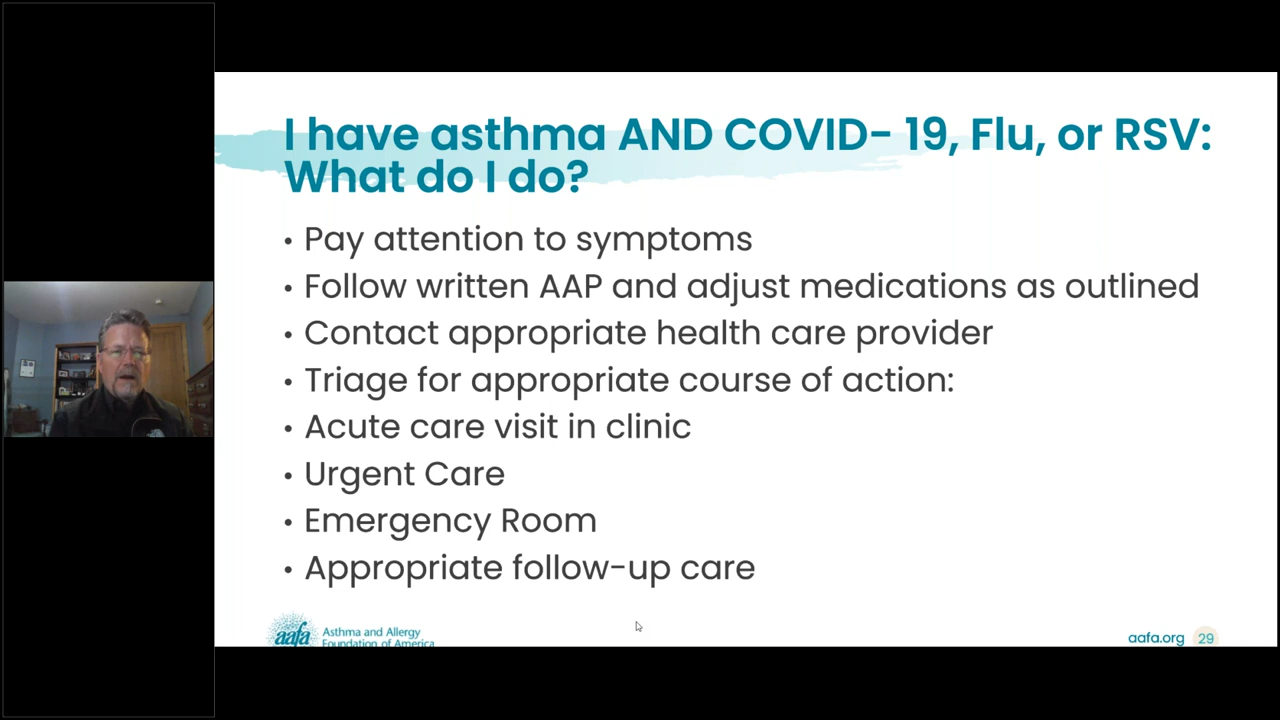 I have asthma AND COVID- 19, Flu, or RSV:
What do I do?
• Pay attention to symptoms
• Follow written AAP and adjust medications as outlined
• Contact appropriate health care provider
• Triage for appropriate course of action:
• Acute care visit in clinic
• Urgent Care
• Emergency Room
• Appropriate follow-up care
aafa
Asthma and Allergy
Foundation of America
aafa.org 29